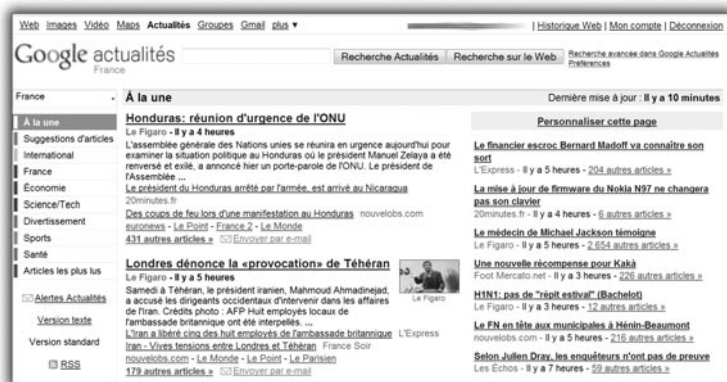 Web Images Vidéo Maps Actualités Groupes Gmail plus ▼
| Historique Web | Mon compte | Déconnexion
Google actualités
France
Recherche Actualités Recherche sur le Web
Recherche avancée dans Google Actualités
Préférences
France
À la une
Suggestions d'articles
International
France
Économie
Science/Tech
Divertissement
Sports
Santé
Articles les plus lus
Alertes Actualités
Version texte
Version standard
RSS
À la une
Dernière mise à jour : Il y a 10 minutes
Honduras: réunion d'urgence de l'ONU
Le Figaro - Il y a 4 heures
L'assemblée générale des Nations unies se réunira en urgence aujourd'hui pour
examiner la situation politique au Honduras où le président Manuel Zelaya a été
renversé et exilé, a annoncé hier un porte-parole de l'ONU. Le président de
l'Assemblée ...
Le président du Honduras arrêté par l'armée, est arrivé au Nicaragua
20minutes.fr
Des coups de feu lors d'une manifestation au Honduras nouvelobs.com
euronews - Le Point - France 2 - Le Monde
431 autres articles » Envoyer par e-mail
Londres dénonce la «provocation» de Téhéran
Le Figaro - Il y a 5 heures
Samedi à Téhéran, le président iranien, Mahmoud Ahmadinejad,
a accusé les dirigeants occidentaux d'intervenir dans les affaires
de l'Iran. Crédits photo : AFP Huit employés locaux de
l'ambassade britannique ont été interpellés. ...
L'Iran a libéré cinq des huit employés de l'ambassade britannique L'Express
Iran - Vives tensions entre Londres et Téhéran France Soir
nouvelobs.com - Le Monde - Le Point - Le Parisien
179 autres articles » Envoyer par e-mail
Le Figaro
Personnaliser cette page
Le financier escroc Bernard Madoff va connaître son
sort
L'Express - Il y a 5 heures - 204 autres articles »
La mise à jour de firmware du Nokia N97 ne changera
pas son clavier
20minutes.fr - Il y a 4 heures - 6 autres articles »
Le médecin de Michael Jackson témoigne
Le Figaro - Il y a 5 heures - 2 654 autres articles »
Une nouvelle récompense pour Kakà
Foot Mercato.net - Il y a 3 heures - 226 autres articles »
H1N1: pas de "répit estival" (Bachelot)
Le Figaro - Il y a 3 heures - 12 autres articles »
Le FN en tête aux municipales à Hénin-Beaumont
nouvelobs.com - Il y a 5 heures - 216 autres articles »
Selon Julien Dray, les enquêteurs n'ont pas de preuve
Les Échos - Il y a 7 heures - 59 autres articles »